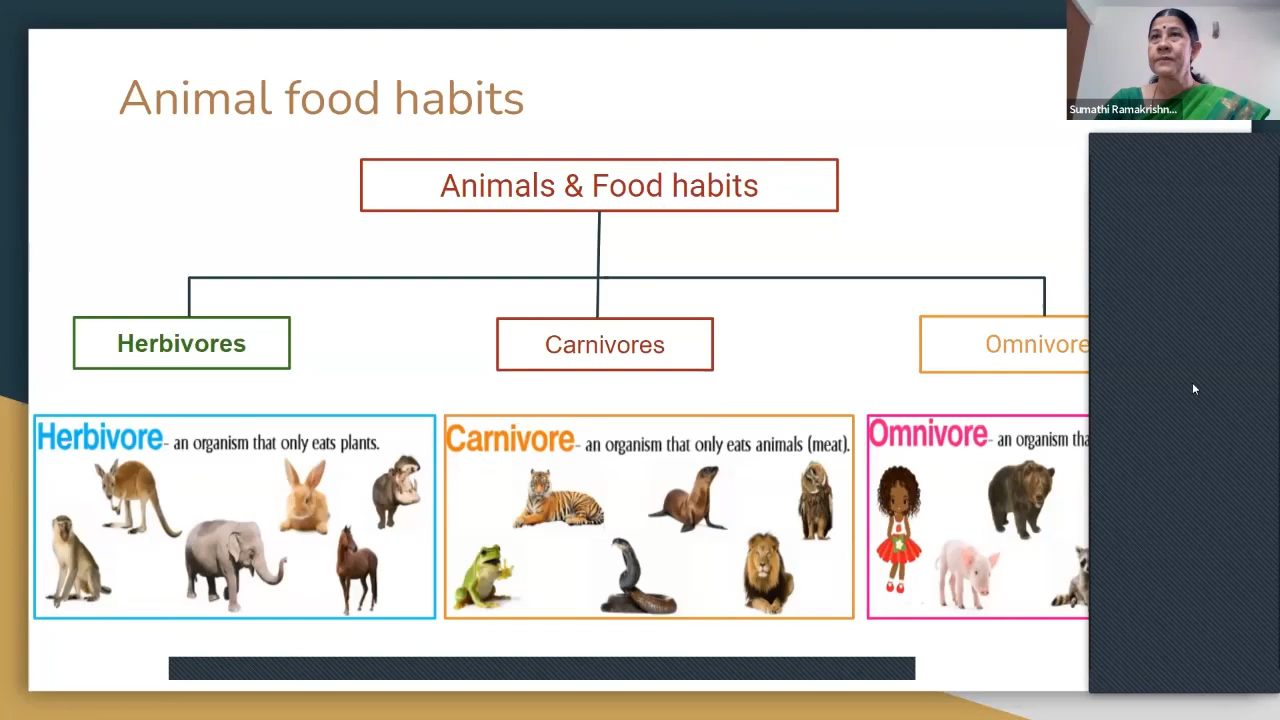 Animal food habits
Sumathi Ramakrishn...
Animals & Food habits
Herbivores
Carnivores
Omnivore
Herbivore- an organism that only eats plants.
Carnivore- an organism that only eats animals (meat).
Omnivore- an organism tha